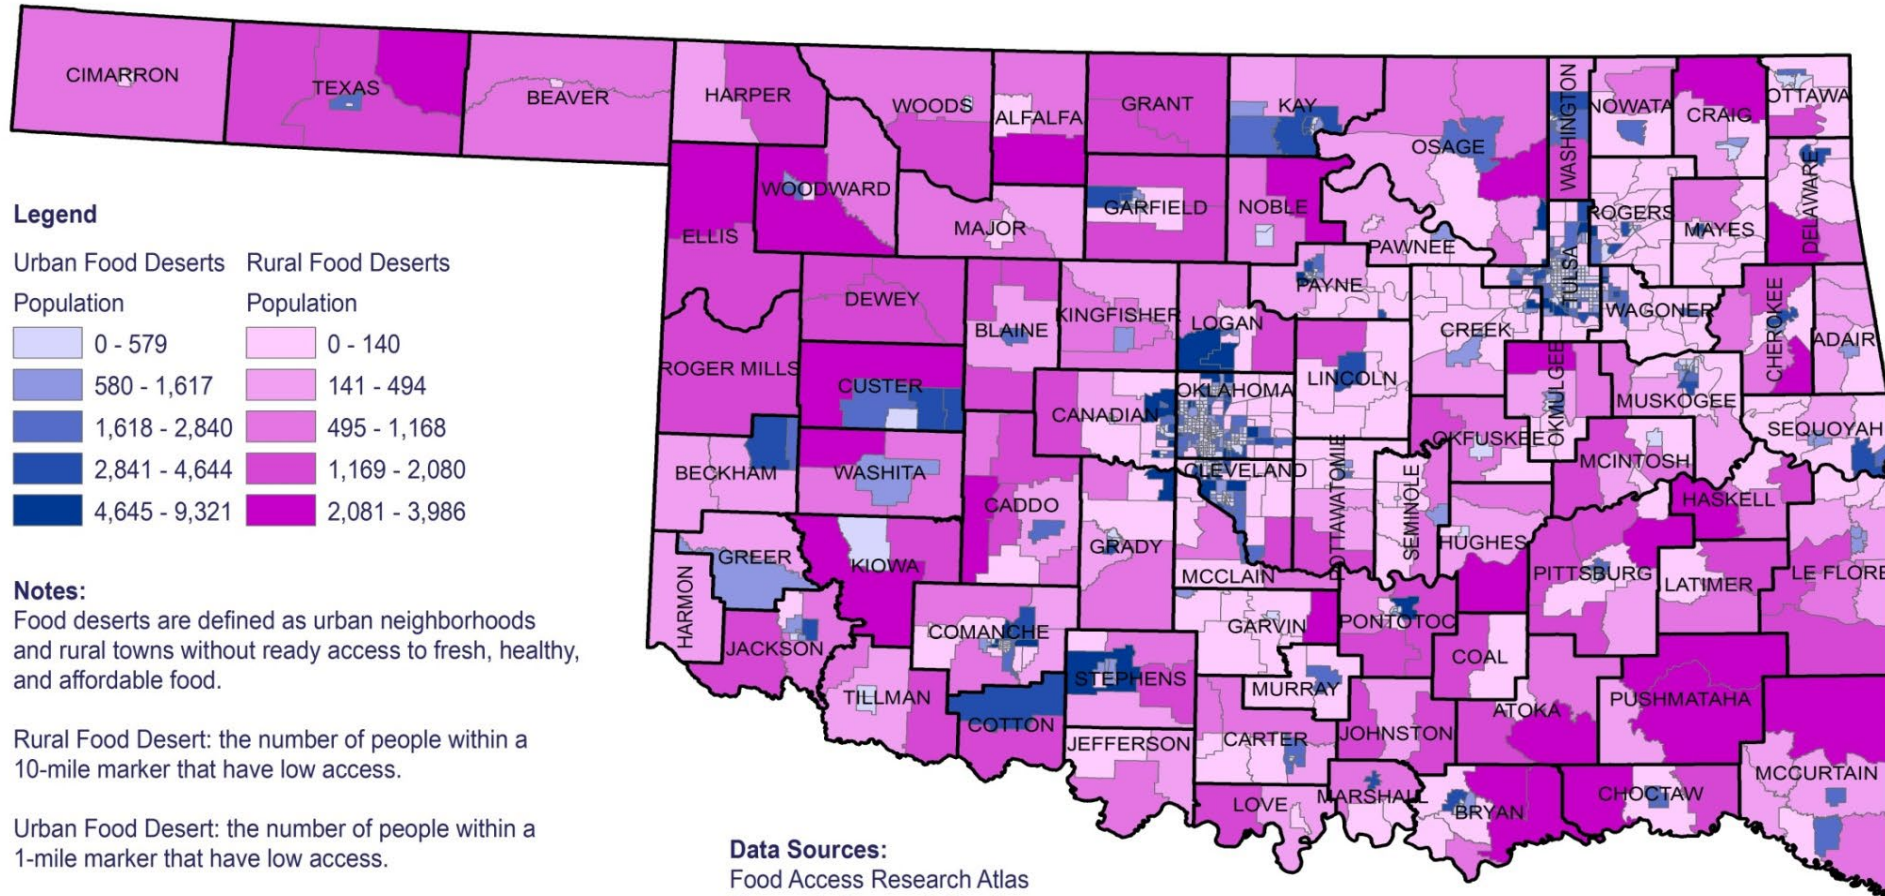 CIMARRON
TEXAS
BEAVER
HARPER
WOODS
ALFALFA
GRANT
KAY
OSAGE
WASHINGTON
NOWATA
CRAIG
OTTAWA
WOODWARD
ELLIS
MAJOR
GARFIELD
NOBLE
PAWNEE
ROGERS
MAYES
DELAWARE
TULSA
DEWEY
BLAINE
KINGFISHER
LOGAN
PAYNE
CREEK
WAGONER
CHEROKEE
ADAIR
ROGER MILLS
CUSTER
CANADIAN
OKLAHOMA
LINCOLN
OKMULGEE
MUSKOGEE
SEQUOYAH
OKFUSKEE
BECKHAM
WASHITA
CADDO
CLEVELAND
POTTAWATOMIE
SEMINOLE
MCINTOSH
HASKELL
GREER
KIOWA
GRADY
MCCLAIN
HUGHES
PITTSBURG
LATIMER
LE FLORE
HARMON
JACKSON
COMANCHE
STEPHENS
GARVIN
PONTOTOC
COAL
TILLMAN
COTTON
MURRAY
JOHNSTON
ATOKA
PUSHMATAHA
JEFFERSON
CARTER
MCCURTAIN
LOVE
MARSHALL
BRYAN
CHOCTAW
Legend
Urban Food Deserts Rural Food Deserts
Population Population
0 - 579 0 - 140
580 - 1,617 141 - 494
1,618 - 2,840 495 - 1,168
2,841 - 4,644 1,169 - 2,080
4,645 - 9,321 2,081 - 3,986
Notes:
Food deserts are defined as urban neighborhoods
and rural towns without ready access to fresh, healthy,
and affordable food.
Rural Food Desert: the number of people within a
10-mile marker that have low access.
Urban Food Desert: the number of people within a
1-mile marker that have low access.
Data Sources:
Food Access Research Atlas